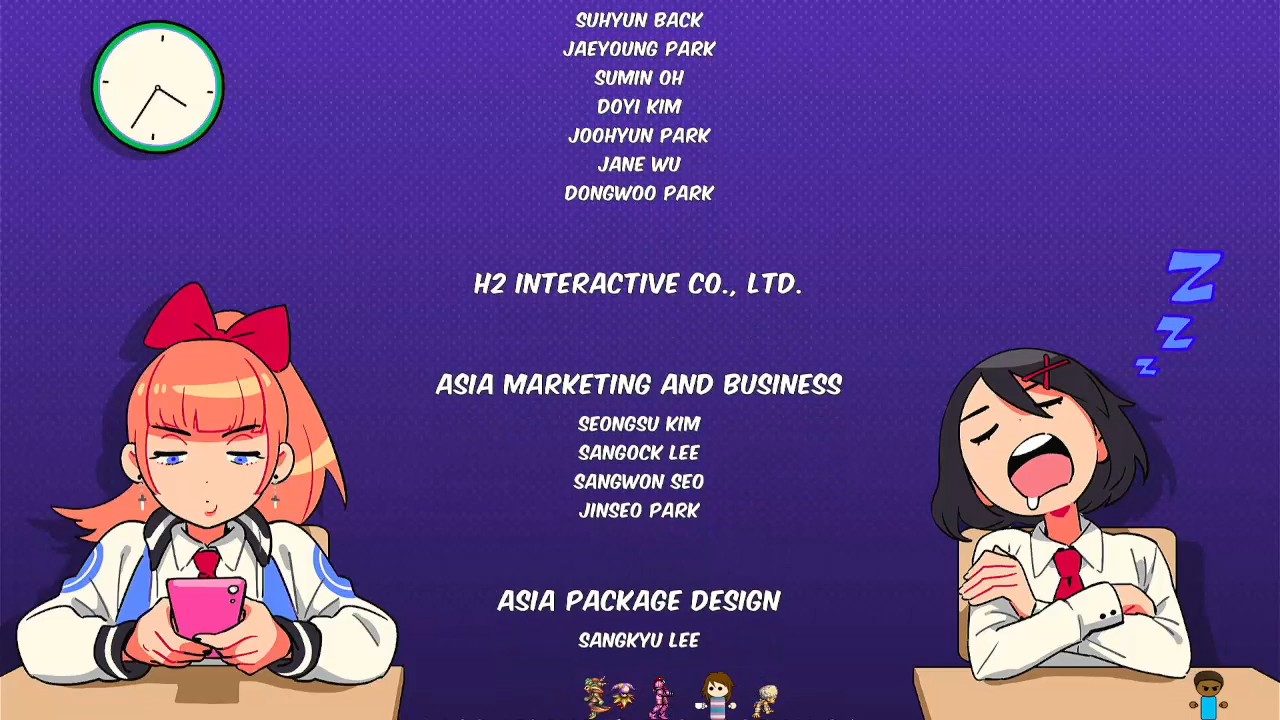 SUHYUN BACK
JAEYOUNG PARK
SUMIN OH
DOYI KIM
JOOHYUN PARK
JANE WU
DONGWOO PARK
H2 INTERACTIVE CO., LTD.
Z
Z
Z
ASIA MARKETING AND BUSINESS
SEONGSU KIM
SANGOCK LEE
SANGWON SEO
JINSEO PARK
ASIA PACKAGE DESIGN
SANGKYU LEE